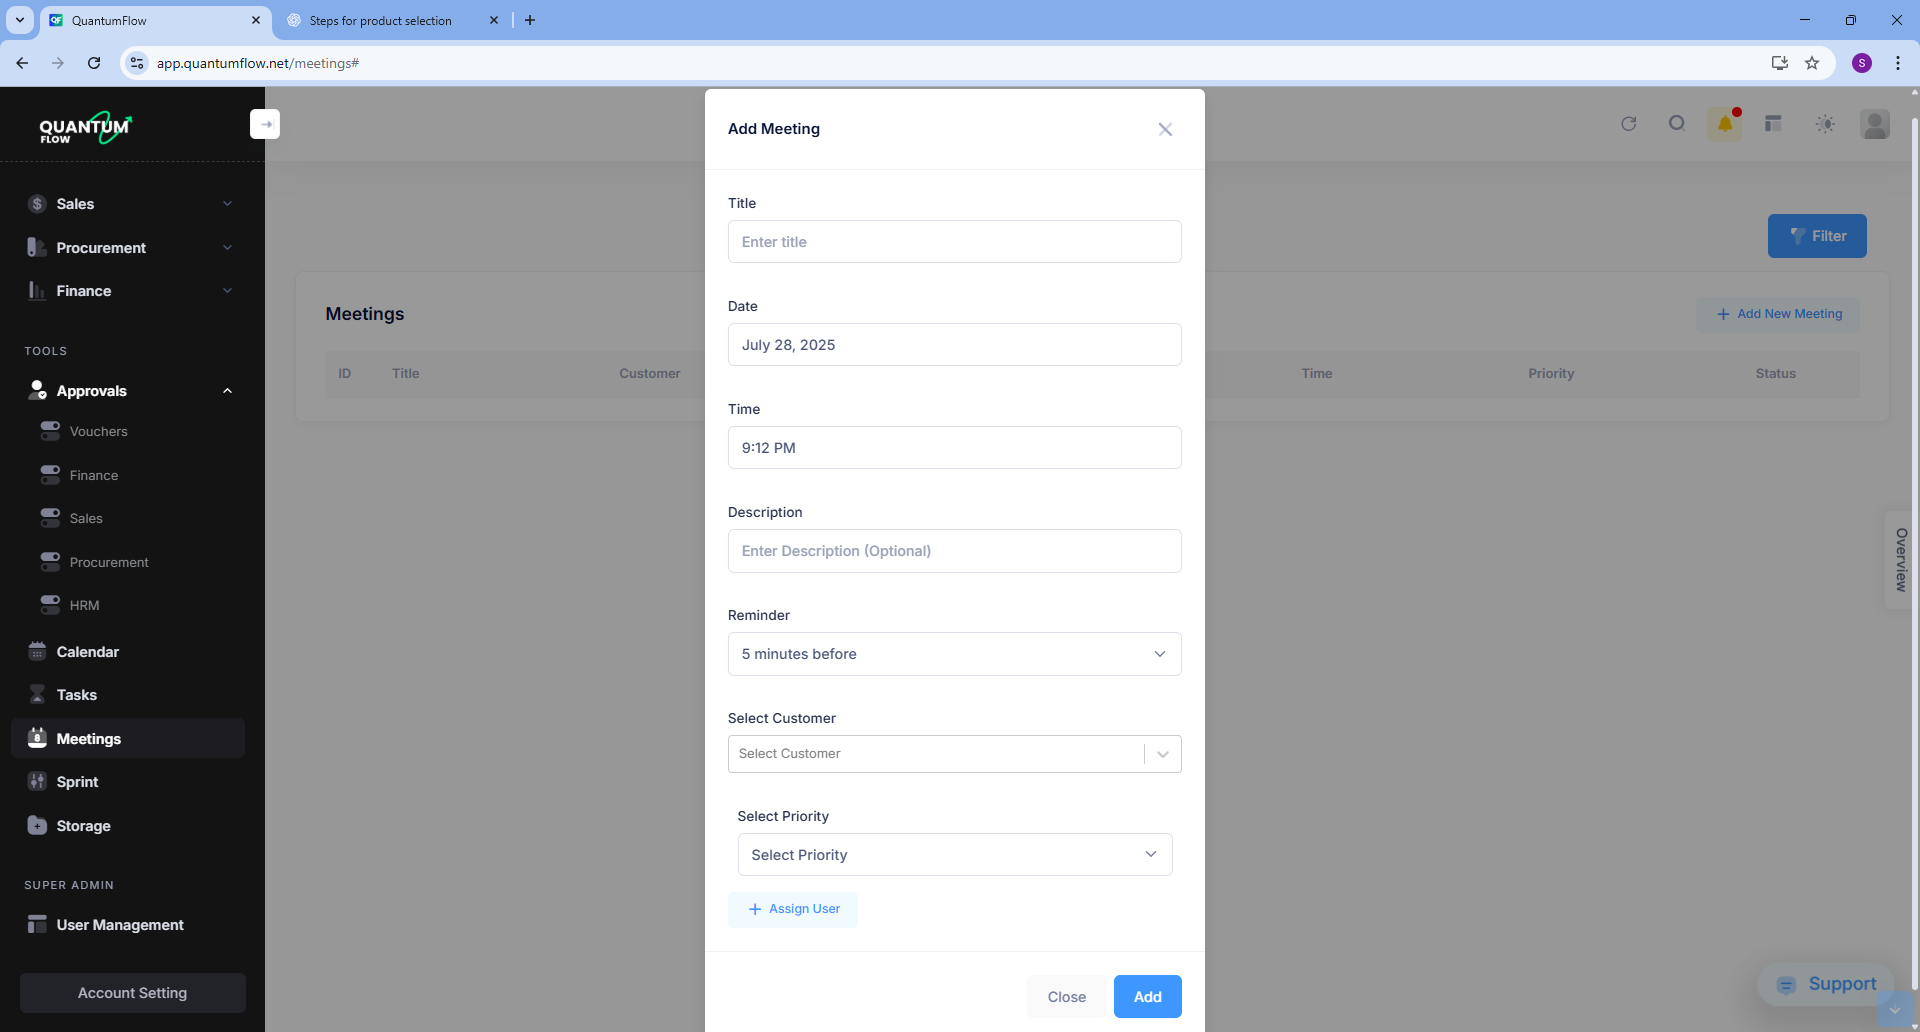 QuantumFlow
Steps for product selection
app.quantumflow.net/meetings#
S
QUANTUM
FLOW
Sales
Procurement
Finance
TOOLS
Approvals
Vouchers
Finance
Sales
Procurement
HRM
Calendar
Tasks
Meetings
Sprint
Storage
SUPER ADMIN
User Management
Account Setting
Filter
Meetings
Add New Meeting
ID Title Customer Time Priority Status
Overview
Support
Add Meeting
Title
Enter title
Date
July 28, 2025
Time
9:12 PM
Description
Enter Description (Optional)
Reminder
5 minutes before
Select Customer
Select Customer
Select Priority
Select Priority
Assign User
Close Add